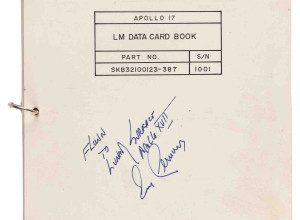 APOLLO 17
LM DATA CARD BOOK
PART NO. S/N
SKB32100123-387 1001
FLOWN
TO
LUNAR SURFACE
Apollo XVII
Gene Cernan